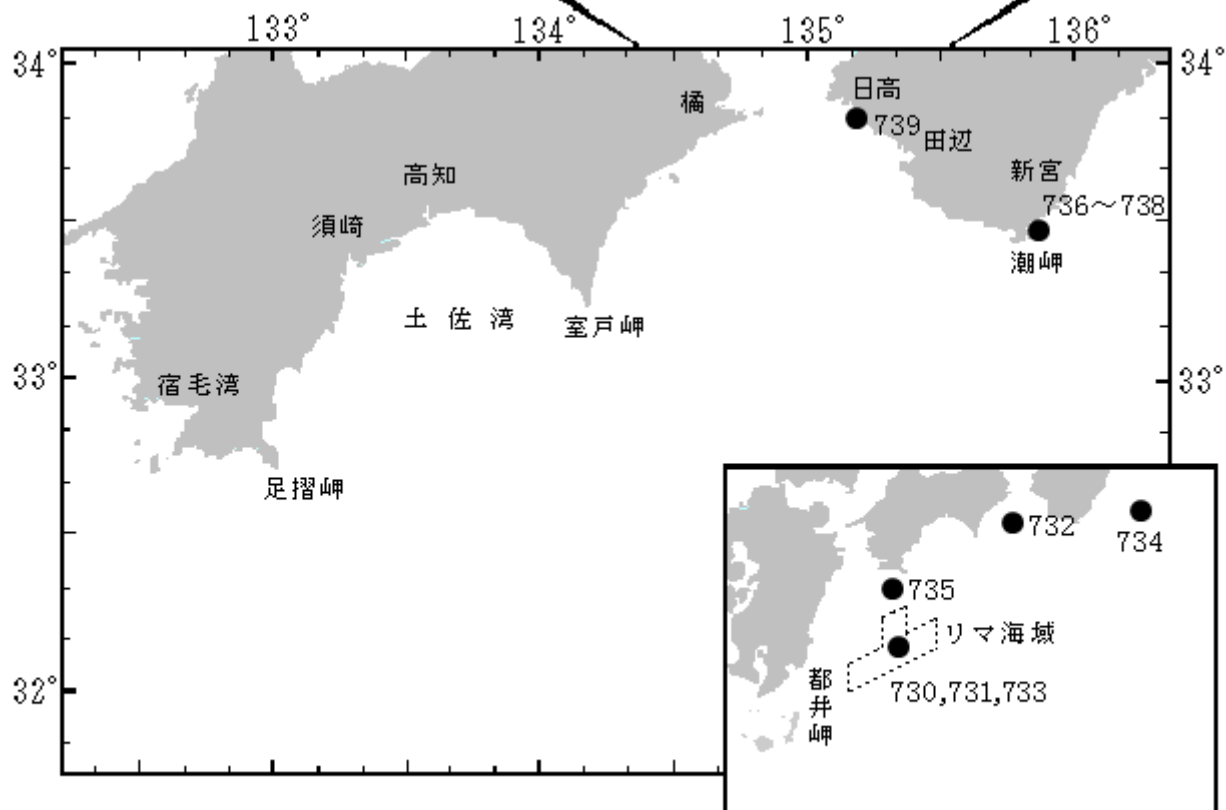 133° 134° 135° 136°
34° 34°
日高
橘
739
田辺
新宮
高知
736～738
須崎
潮岬
土佐湾
室戸岬
33° 33°
宿毛湾
足摺岬
732
734
735
リマ海域
730,731,733
都井岬
32°